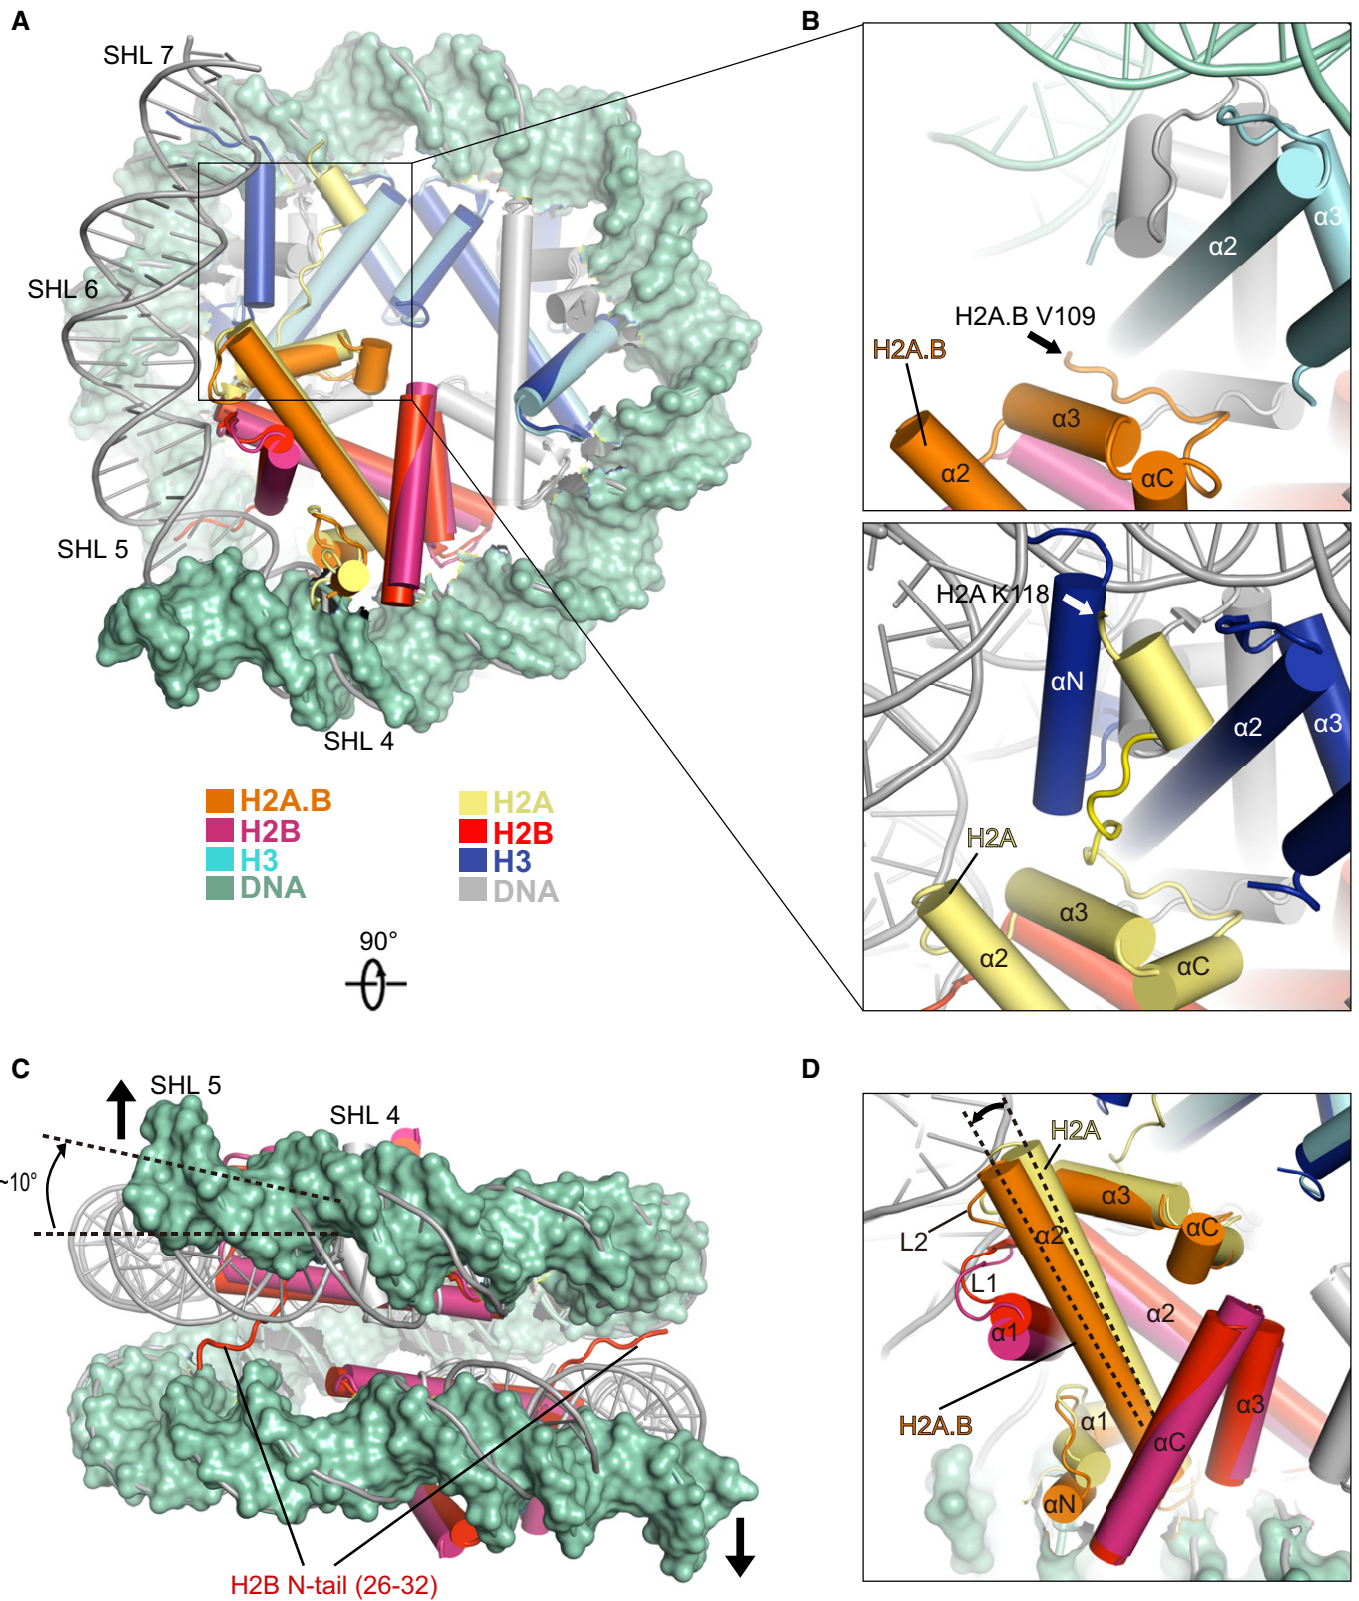 A
SHL 7
SHL 6
SHL 5
SHL 4
H2A.B
H2B
H3
DNA
H2A
H2B
H3
DNA
90°
B
α2
α3
H2A.B V109
H2A.B
α3
α2
αC
H2A K118
αN
α2
α3
H2A
α3
α2
αC
C
SHL 5
SHL 4
~10°
H2B N-tail (26-32)
D
H2A
α3
αC
α2
L2
L1
α2
α1
H2A.B
α1
α3
αC
αN